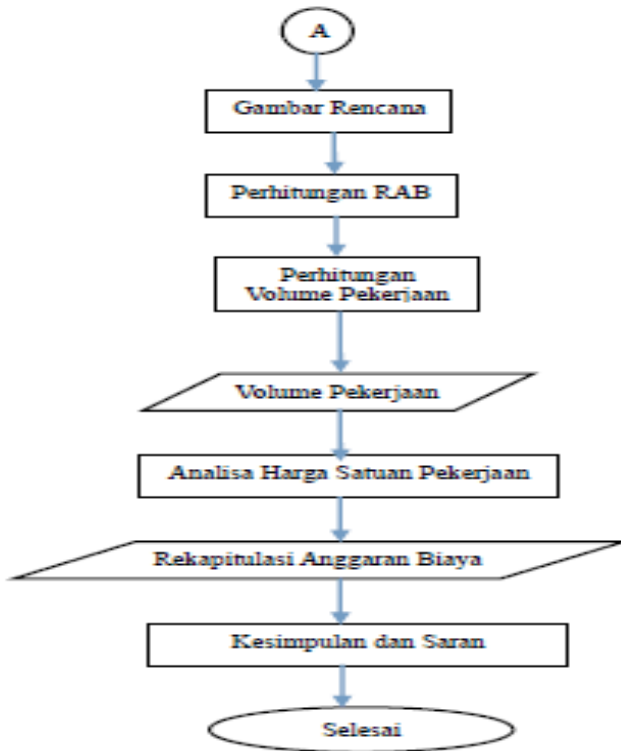 A
Gambar Rencana
Perhitungan RAB
Perhitungan
Volume Pekerjaan
Volume Pekerjaan
Analisa Harga Satuan Pekerjaan
Rekapitulasi Anggaran Biaya
Kesimpulan dan Saran
Selesai